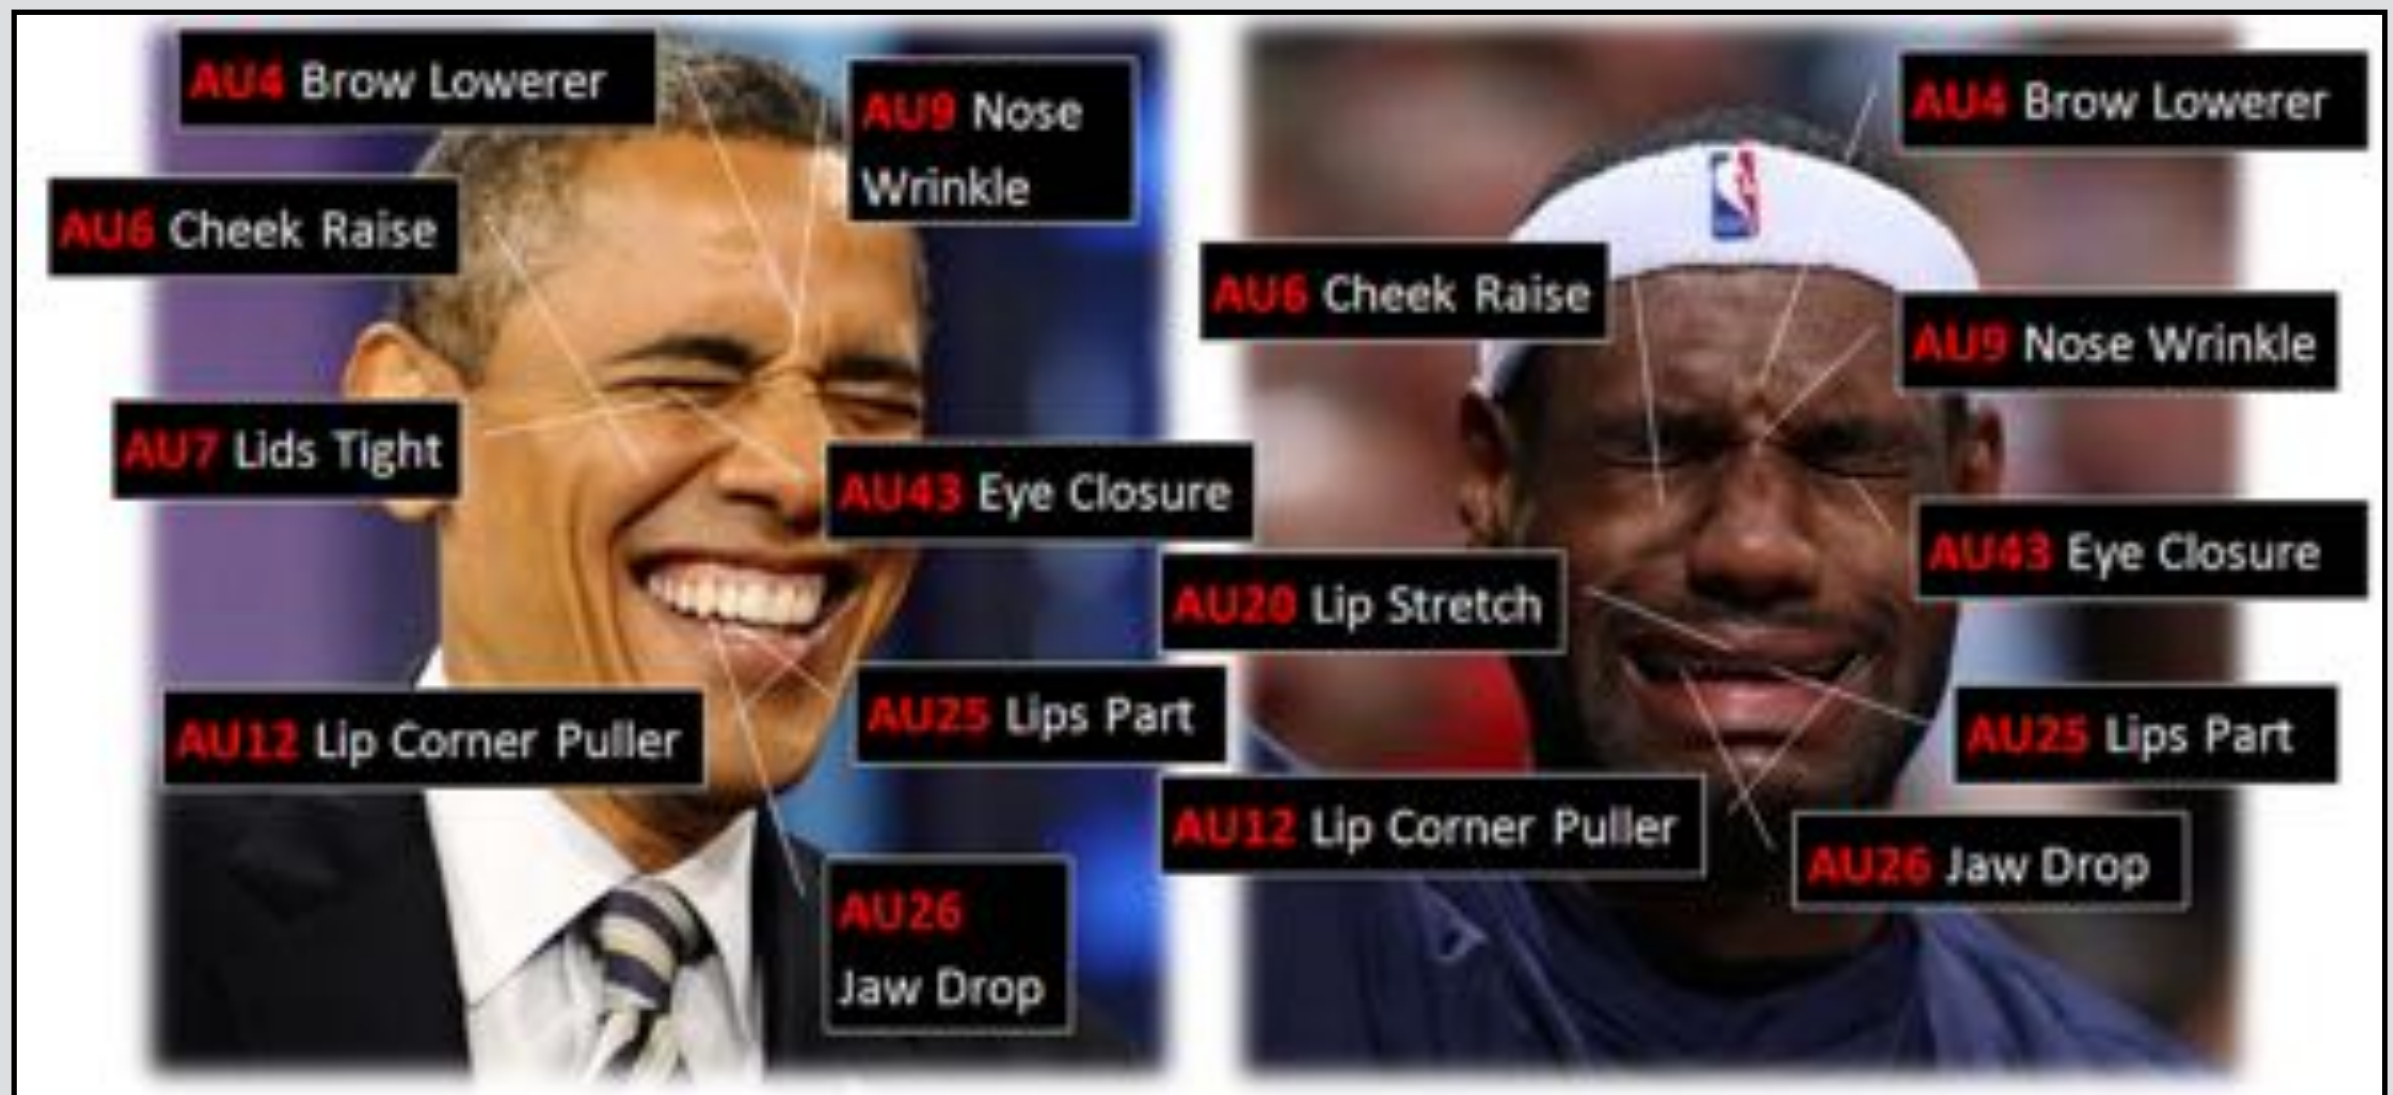 AU4 Brow Lowerer
AU9 Nose
Wrinkle
AU6 Cheek Raise
AU7 Lids Tight
AU43 Eye Closure
AU12 Lip Corner Puller
AU25 Lips Part
AU26
Jaw Drop
AU4 Brow Lowerer
AU6 Cheek Raise
AU9 Nose Wrinkle
AU43 Eye Closure
AU20 Lip Stretch
AU25 Lips Part
AU12 Lip Corner Puller
AU26 Jaw Drop